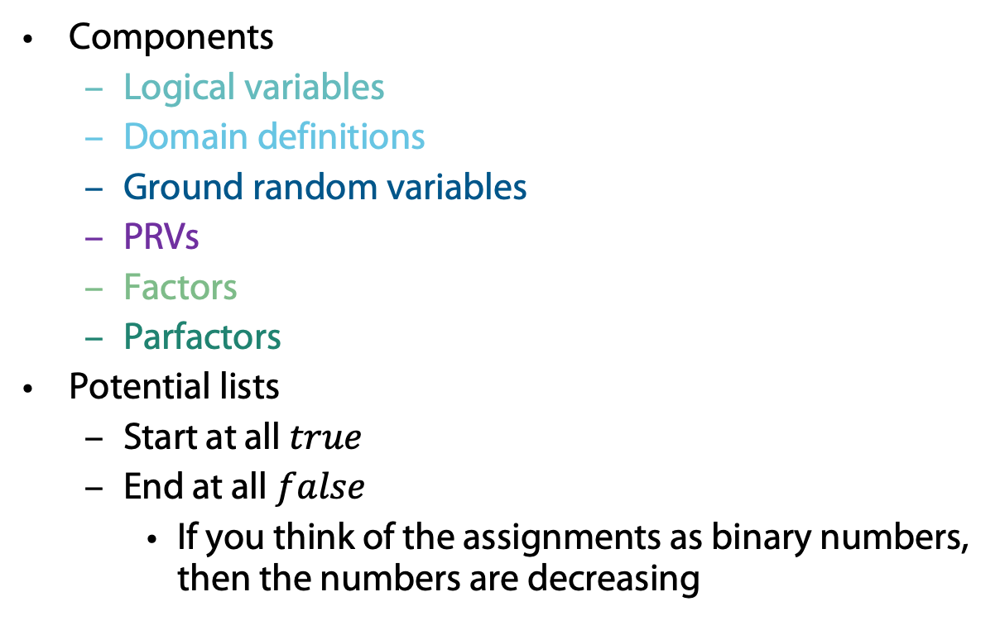 • Components
– Logical variables
– Domain definitions
– Ground random variables
– PRVs
– Factors
– Parfactors
• Potential lists
– Start at all true
– End at all false
• If you think of the assignments as binary numbers,
then the numbers are decreasing